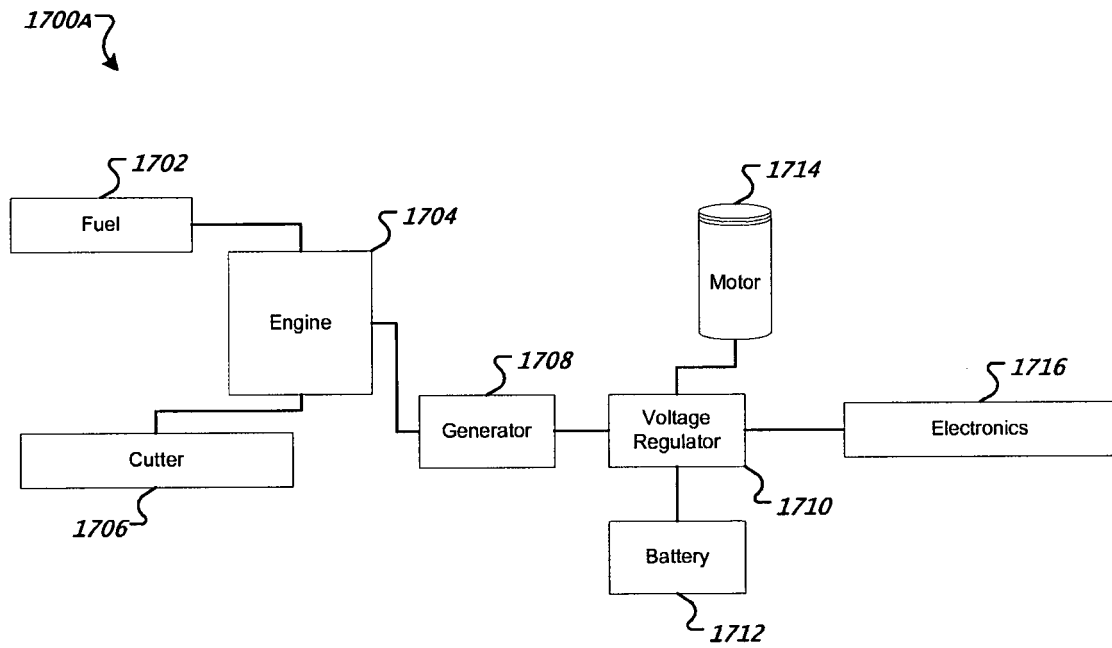 1700A
1702
Fuel
1704
Engine
1714
Motor
1708
Generator
Voltage
Regulator
1716
Electronics
Cutter
1706
1710
Battery
1712